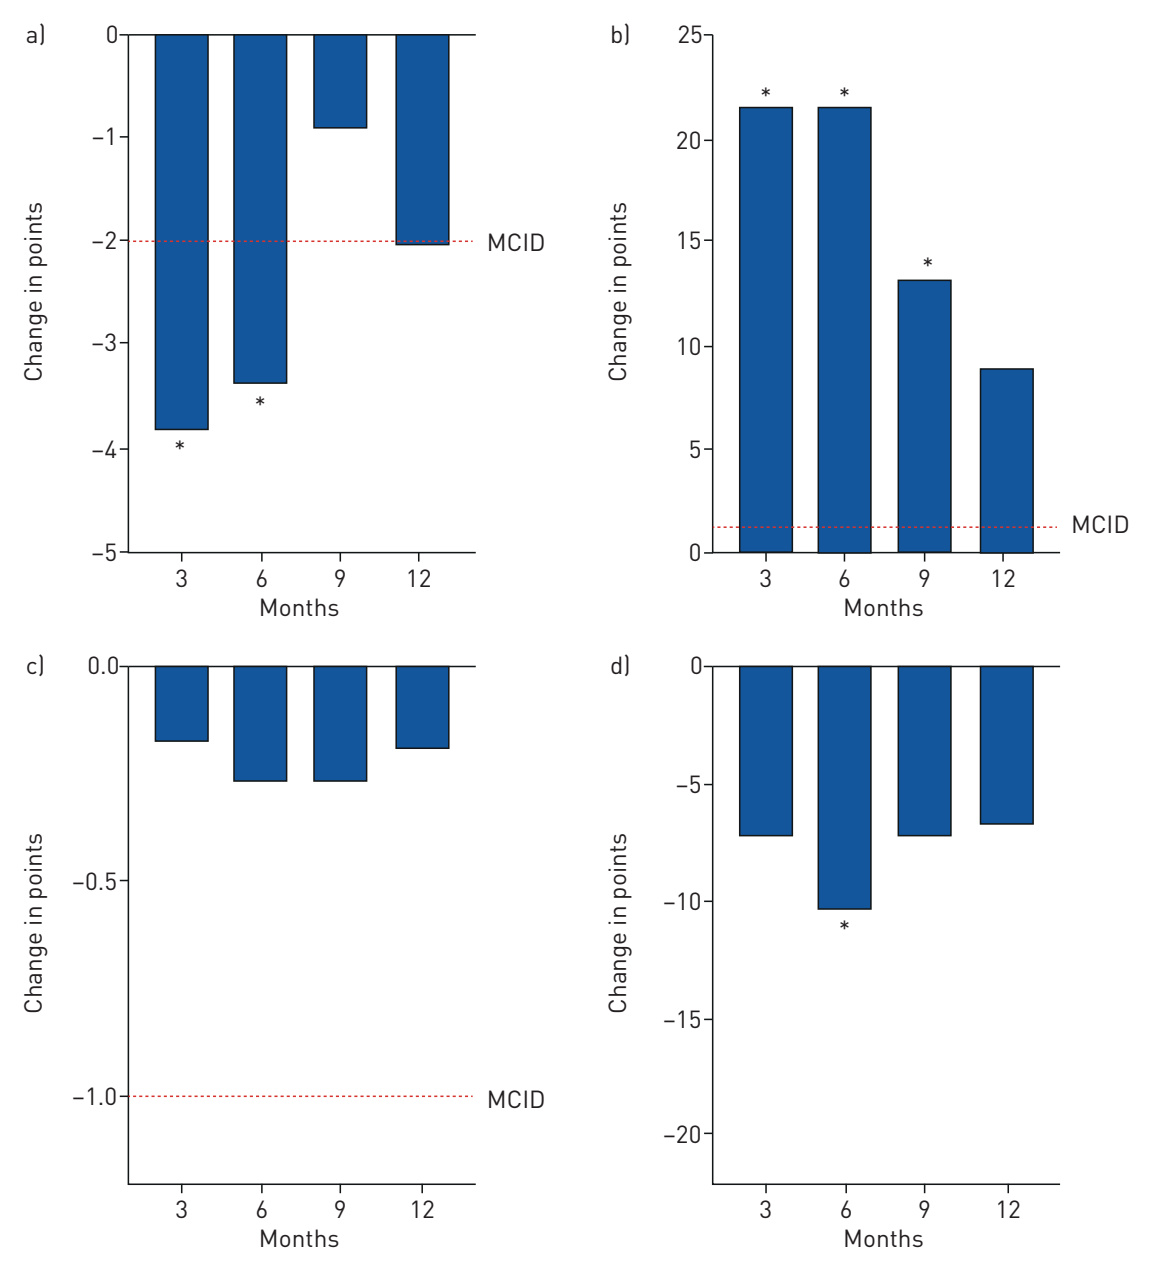 a)
0
–1
–2
–3
–4
–5
Change in points
MCID
*
*
3 6 9 12
Months
b)
25
20
15
10
5
0
Change in points
* *
*
MCID
3 6 9 12
Months
c)
0.0
–0.5
–1.0
Change in points
MCID
3 6 9 12
Months
d)
0
–5
–10
–15
–20
Change in points
*
3 6 9 12
Months